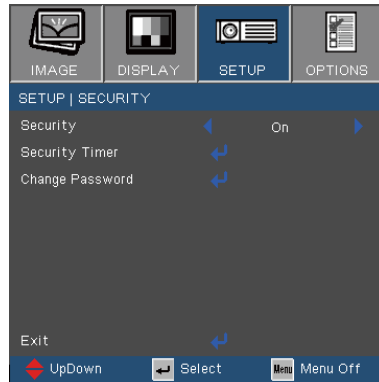 IMAGE DISPLAY SETUP OPTIONS
SETUP | SECURITY
Security On
Security Timer
Change Password
Exit
UpDown Select Menu Menu Off